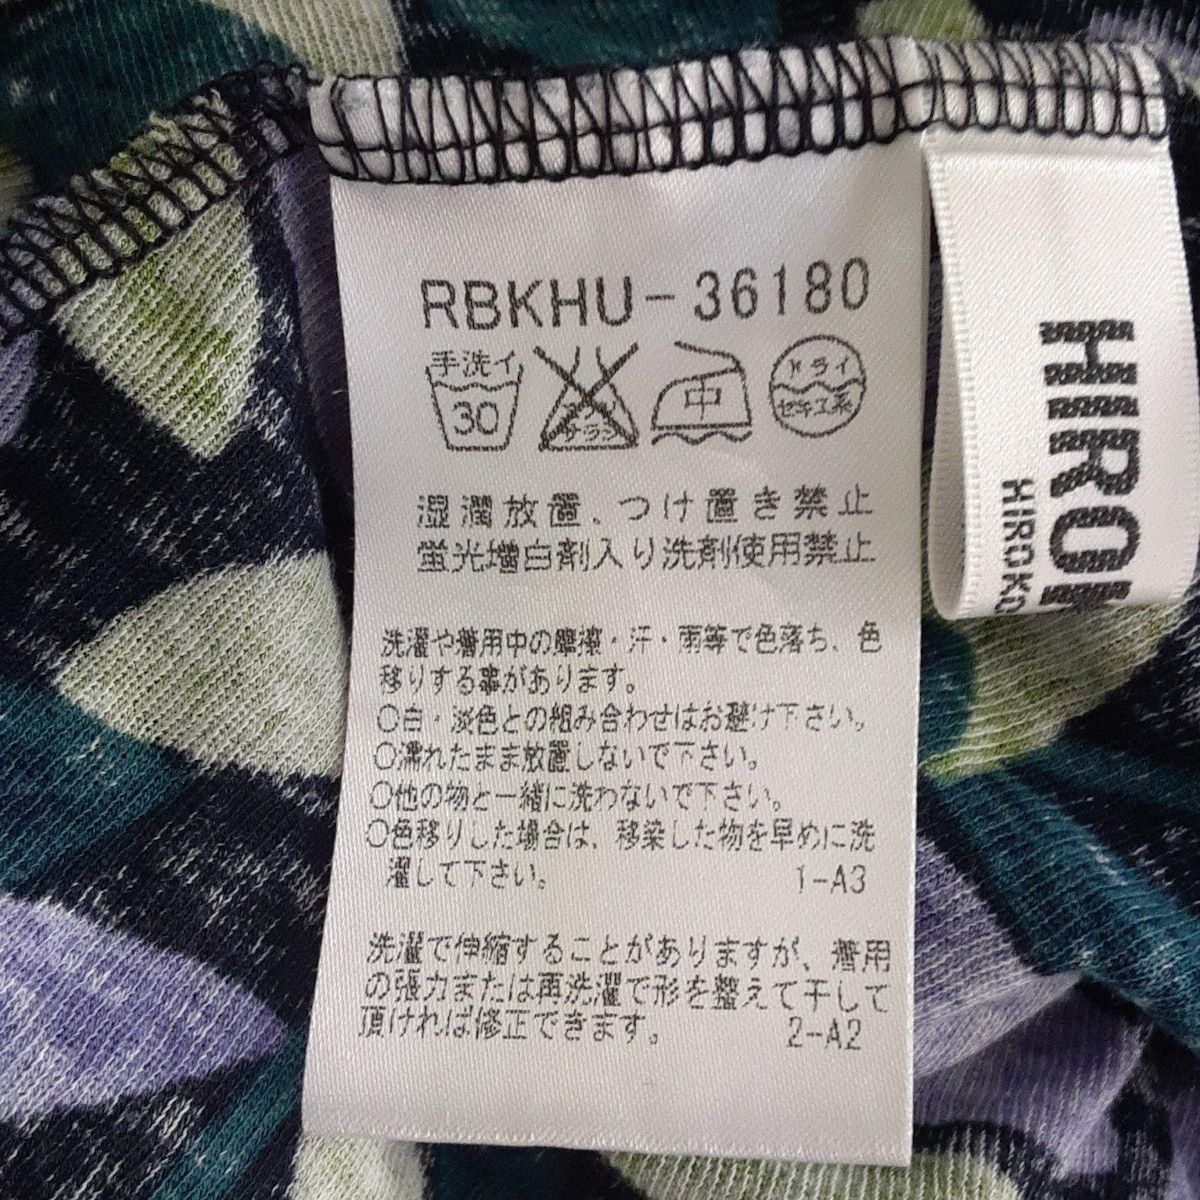 RBKHU-36180
手洗イ
30
エンソ
サラシ
中
ドライ
セキユ系
湿潤放置、つけ置き禁止
蛍光増白剤入り洗剤使用禁止
洗濯や着用中の摩擦・汗・雨等で色落ち、色
移りする事があります。
○白・淡色との組み合わせはお避け下さい。
○濡れたまま放置しないで下さい。
○他の物と一緒に洗わないで下さい。
○色移りした場合は、移染した物を早めに洗
濯して下さい。 1-A3
洗濯で伸縮することがありますが、着用
の張力または再洗濯で形を整えて干して
頂ければ修正できます。 2-A2
HIRO
HIROKO